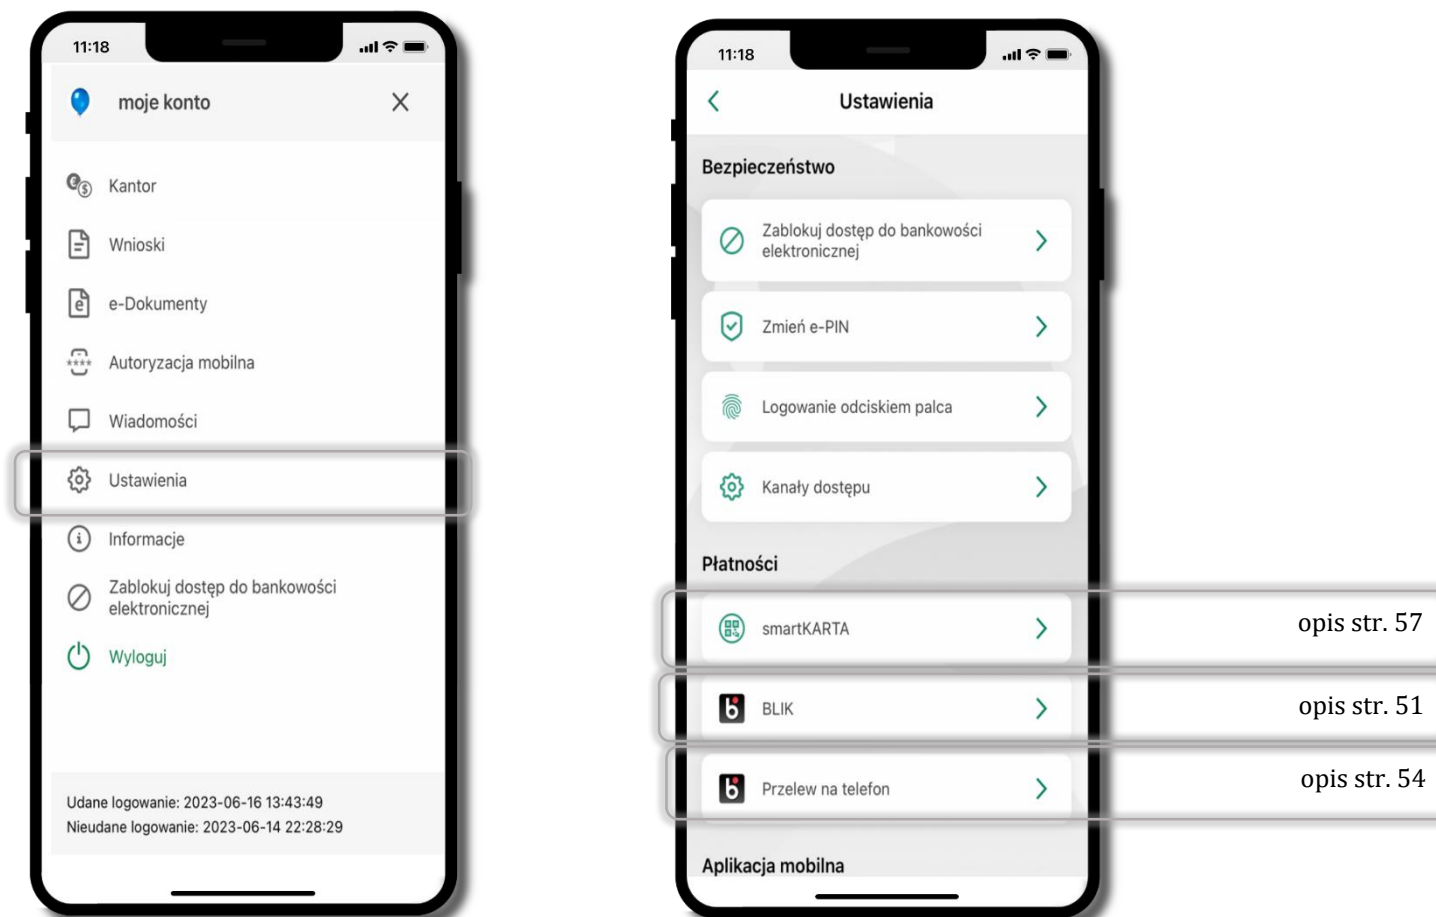 11:18
moje konto
Kantor
Wnioski
e-Dokumenty
Autoryzacja mobilna
Wiadomości
Ustawienia
Informacje
Zablokuj dostęp do bankowości
elektronicznej
Wyloguj
Udane logowanie: 2023-06-16 13:43:49
Nieudane logowanie: 2023-06-14 22:28:29
11:18
Ustawienia
Bezpieczeństwo
Zablokuj dostęp do bankowości
elektronicznej
Zmień e-PIN
Logowanie odciskiem palca
Kanały dostępu
Płatności
smartKARTA
opis str. 57
BLIK
opis str. 51
Przelew na telefon
opis str. 54
Aplikacja mobilna